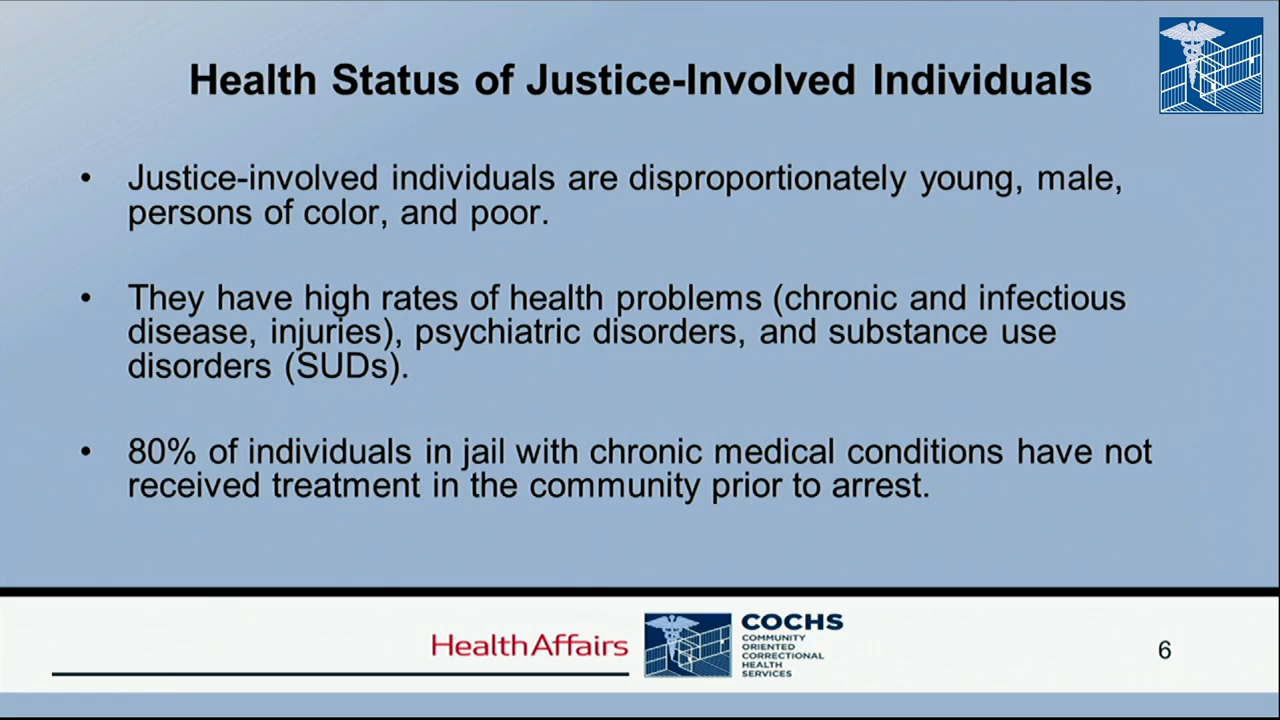 Health Status of Justice-Involved Individuals
• Justice-involved individuals are disproportionately young, male,
persons of color, and poor.
• They have high rates of health problems (chronic and infectious
disease, injuries), psychiatric disorders, and substance use
disorders (SUDs).
• 80% of individuals in jail with chronic medical conditions have not
received treatment in the community prior to arrest.
HealthAffairs
COCHS
COMMUNITY
ORIENTED
CORRECTIONAL
HEALTH
SERVICES
6